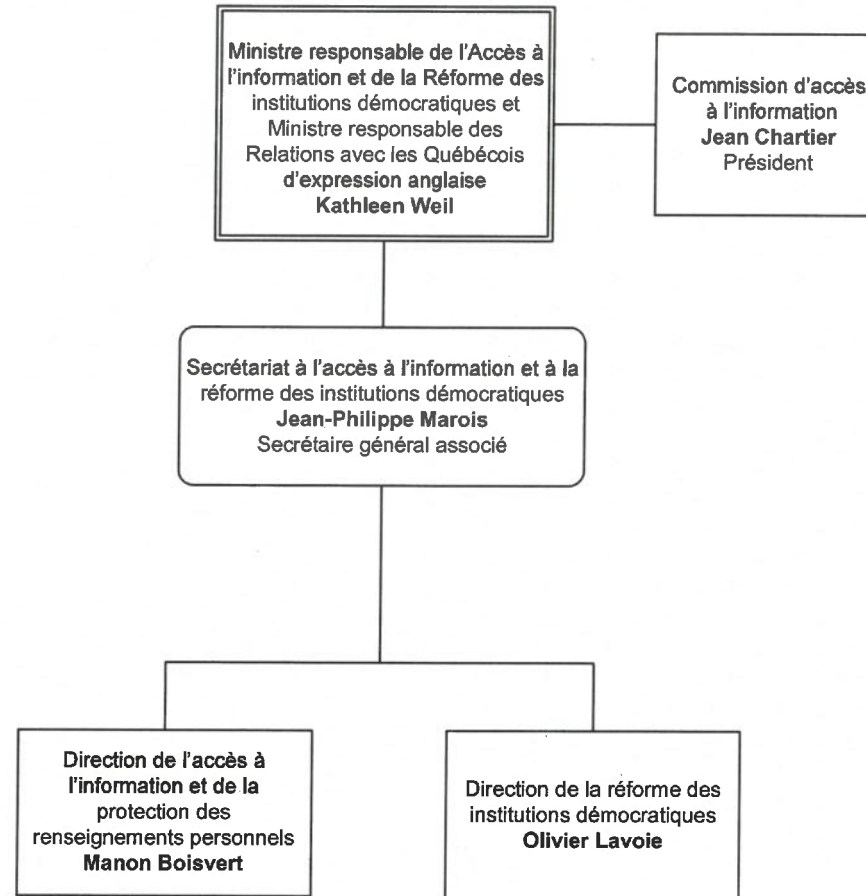 Ministre responsable de l'Accès à
l'information et de la Réforme des
institutions démocratiques et
Ministre responsable des
Relations avec les Québécois
d'expression anglaise
Kathleen Weil
Commission d'accès
à l'information
Jean Chartier
Président
Secrétariat à l'accès à l'information et à la
réforme des institutions démocratiques
Jean-Philippe Marois
Secrétaire général associé
Direction de l'accès à
l'information et de la
protection des
renseignements personnels
Manon Boisvert
Direction de la réforme des
institutions démocratiques
Olivier Lavoie